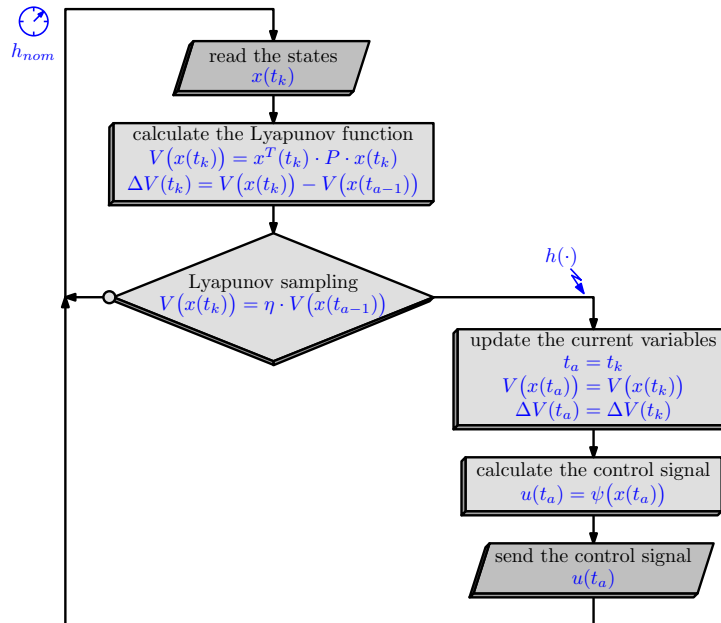 h_{nom}
read the states
x(t_k)
calculate the Lyapunov function
V(x(t_k)) = x^T(t_k) · P · x(t_k)
ΔV(t_k) = V(x(t_k)) − V(x(t_{a−1}))
Lyapunov sampling
V(x(t_k)) = η · V(x(t_{a−1}))
h(·)
update the current variables
t_a = t_k
V(x(t_a)) = V(x(t_k))
ΔV(t_a) = ΔV(t_k)
calculate the control signal
u(t_a) = ψ(x(t_a))
send the control signal
u(t_a)